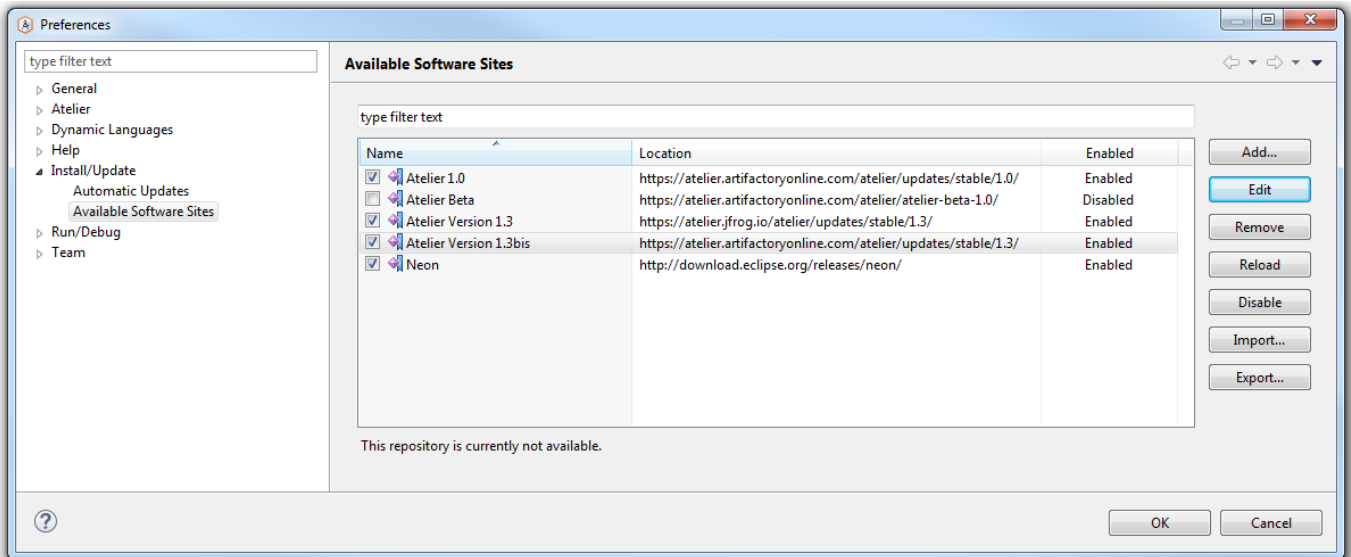 Preferences
type filter text
General
Atelier
Dynamic Languages
Help
Install/Update
Automatic Updates
Available Software Sites
Run/Debug
Team
Available Software Sites
type filter text
Name Location Enabled
Atelier 1.0 https://atelier.artifactoryonline.com/atelier/updates/stable/1.0/ Enabled
Atelier Beta https://atelier.artifactoryonline.com/atelier/atelier-beta-1.0/ Disabled
Atelier Version 1.3 https://atelier.jfrog.io/atelier/updates/stable/1.3/ Enabled
Atelier Version 1.3bis https://atelier.artifactoryonline.com/atelier/updates/stable/1.3/ Enabled
Neon http://download.eclipse.org/releases/neon/ Enabled
This repository is currently not available.
Add...
Edit
Remove
Reload
Disable
Import...
Export...
OK Cancel